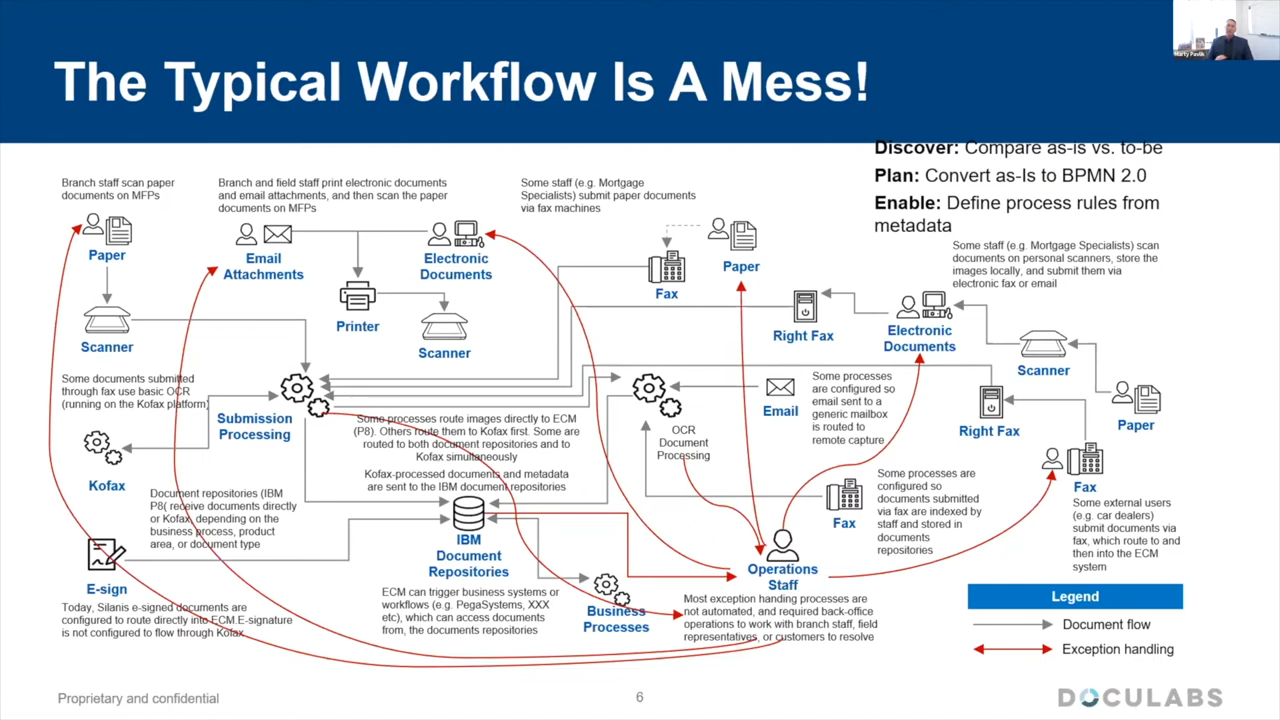 The Typical Workflow Is A Mess!
Marty Pavlik
Discover: Compare as-is vs. to-be
Plan: Convert as-Is to BPMN 2.0
Enable: Define process rules from
metadata
Branch staff scan paper
documents on MFPs
Paper
Scanner
Branch and field staff print electronic documents
and email attachments, and then scan the paper
documents on MFPs
Email
Attachments
Electronic
Documents
Printer
Scanner
Some staff (e.g. Mortgage
Specialists) submit paper documents
via fax machines
Fax
Paper
Some staff (e.g. Mortgage Specialists) scan
documents on personal scanners, store the
images locally, and submit them via
electronic fax or email
Right Fax
Electronic
Documents
Scanner
Paper
Some documents submitted
through fax use basic OCR
(running on the Kofax platform)
Submission
Processing
Kofax
Some processes route images directly to ECM
(P8). Others route them to Kofax first. Some are
routed to both document repositories and to
Kofax simultaneously
Kofax-processed documents and metadata
are sent to the IBM document repositories
OCR
Document
Processing
Email
Some processes
are configured so
email sent to a
generic mailbox
is routed to
remote capture
Right Fax
Fax
Some external users
(e.g. car dealers)
submit documents via
fax, which route to and
then into the ECM
system
Fax
Some processes are
configured so
documents submitted
via fax are indexed by
staff and stored in
documents
repositories
Document repositories (IBM
P8( receive documents directly
or Kofax, depending on the
business process, product
area, or document type
E-sign
Today, Silanis e-signed documents are
configured to route directly into ECM.E-signature
is not configured to flow through Kofax
IBM
Document
Repositories
ECM can trigger business systems or
workflows (e.g. PegaSystems, XXX
etc), which can access documents
from, the documents repositories
Business
Processes
Operations
Staff
Most exception handing processes are
not automated, and required back-office
operations to work with branch staff, field
representatives, or customers to resolve
Legend
Document flow
Exception handling
Proprietary and confidential
6
DOCULABS